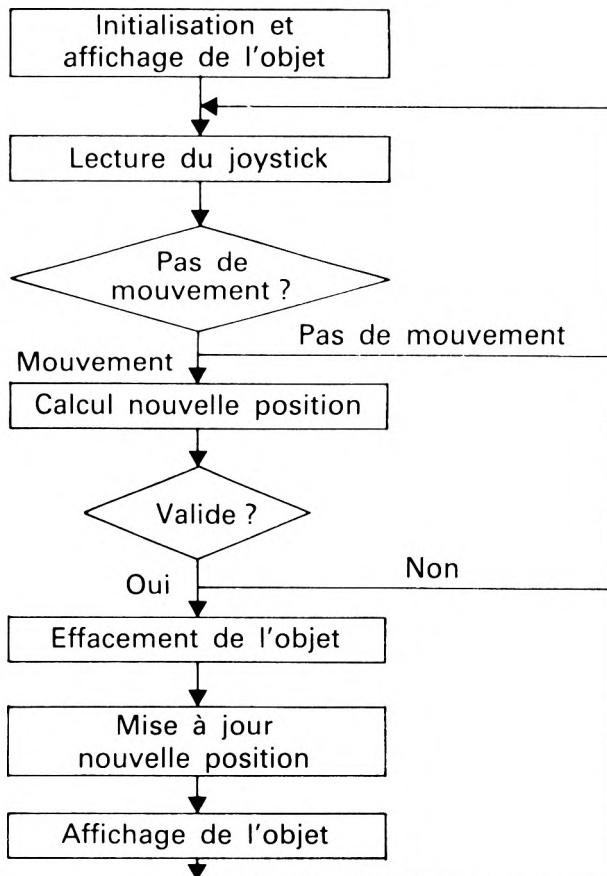 Initialisation et
affichage de l'objet
Lecture du joystick
Pas de
mouvement ?
Pas de mouvement
Mouvement
Calcul nouvelle position
Valide ?
Non
Oui
Effacement de l'objet
Mise à jour
nouvelle position
Affichage de l'objet